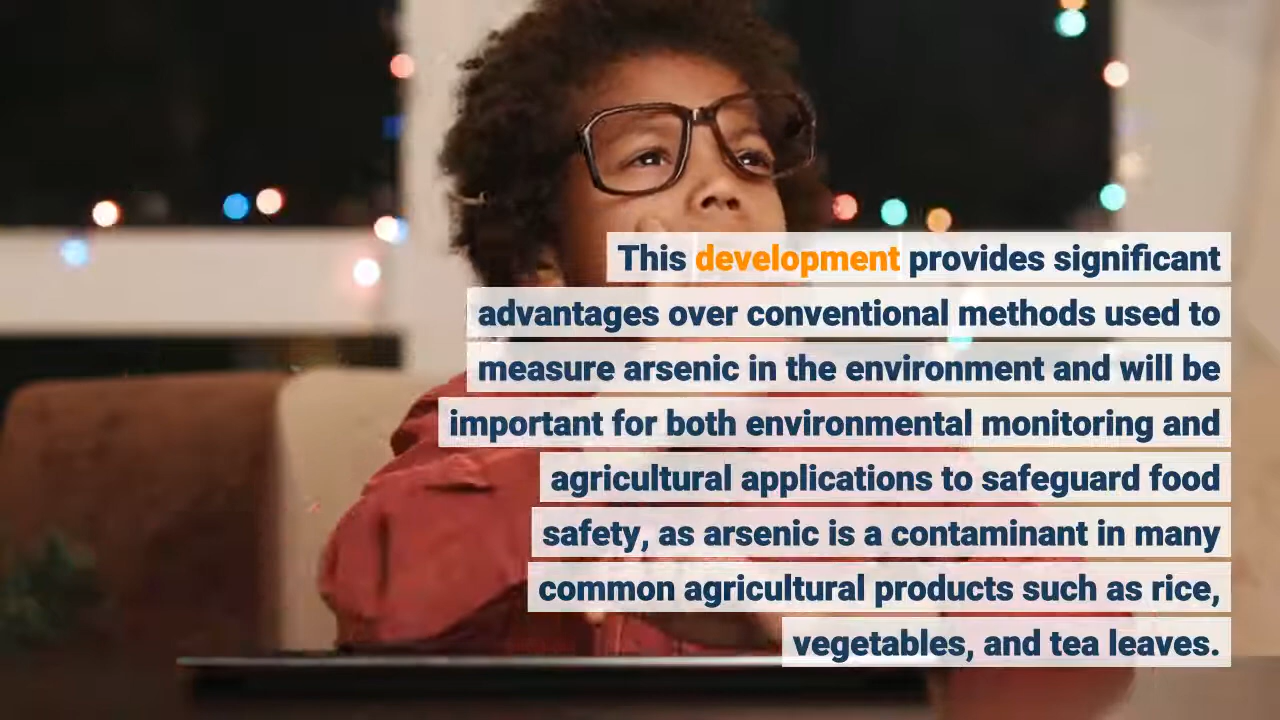 This development provides significant
advantages over conventional methods used to
measure arsenic in the environment and will be
important for both environmental monitoring and
agricultural applications to safeguard food
safety, as arsenic is a contaminant in many
common agricultural products such as rice,
vegetables, and tea leaves.